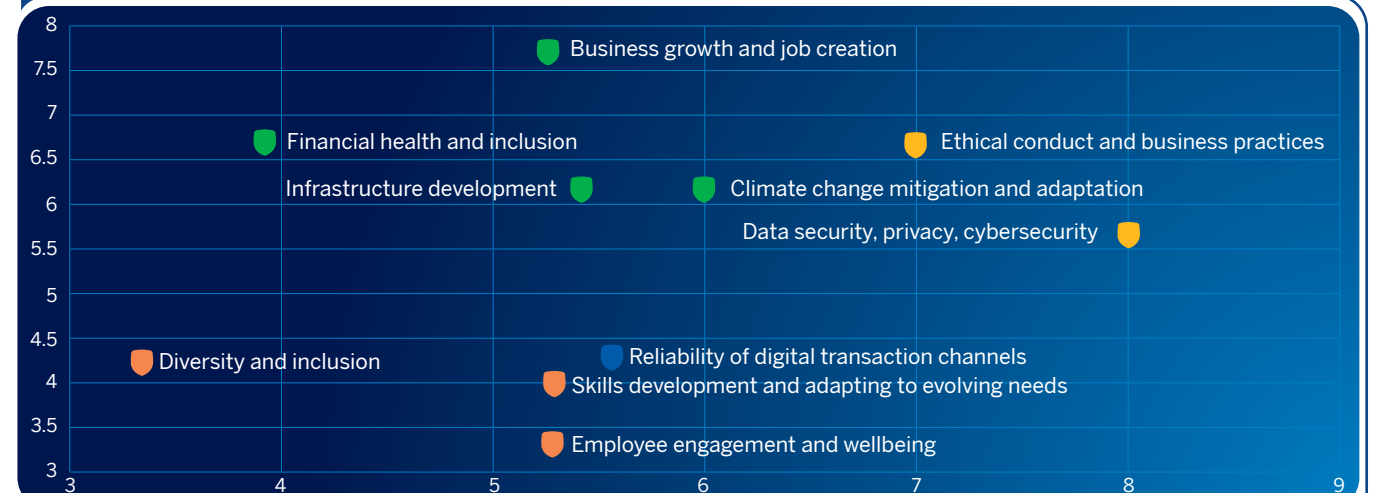 8
Business growth and job creation
7.5
7
Financial health and inclusion
Ethical conduct and business practices
6.5
Infrastructure development
Climate change mitigation and adaptation
6
Data security, privacy, cybersecurity
5.5
5
4.5
Reliability of digital transaction channels
Diversity and inclusion
4
Skills development and adapting to evolving needs
3.5
Employee engagement and wellbeing
3
3 4 5 6 7 8 9